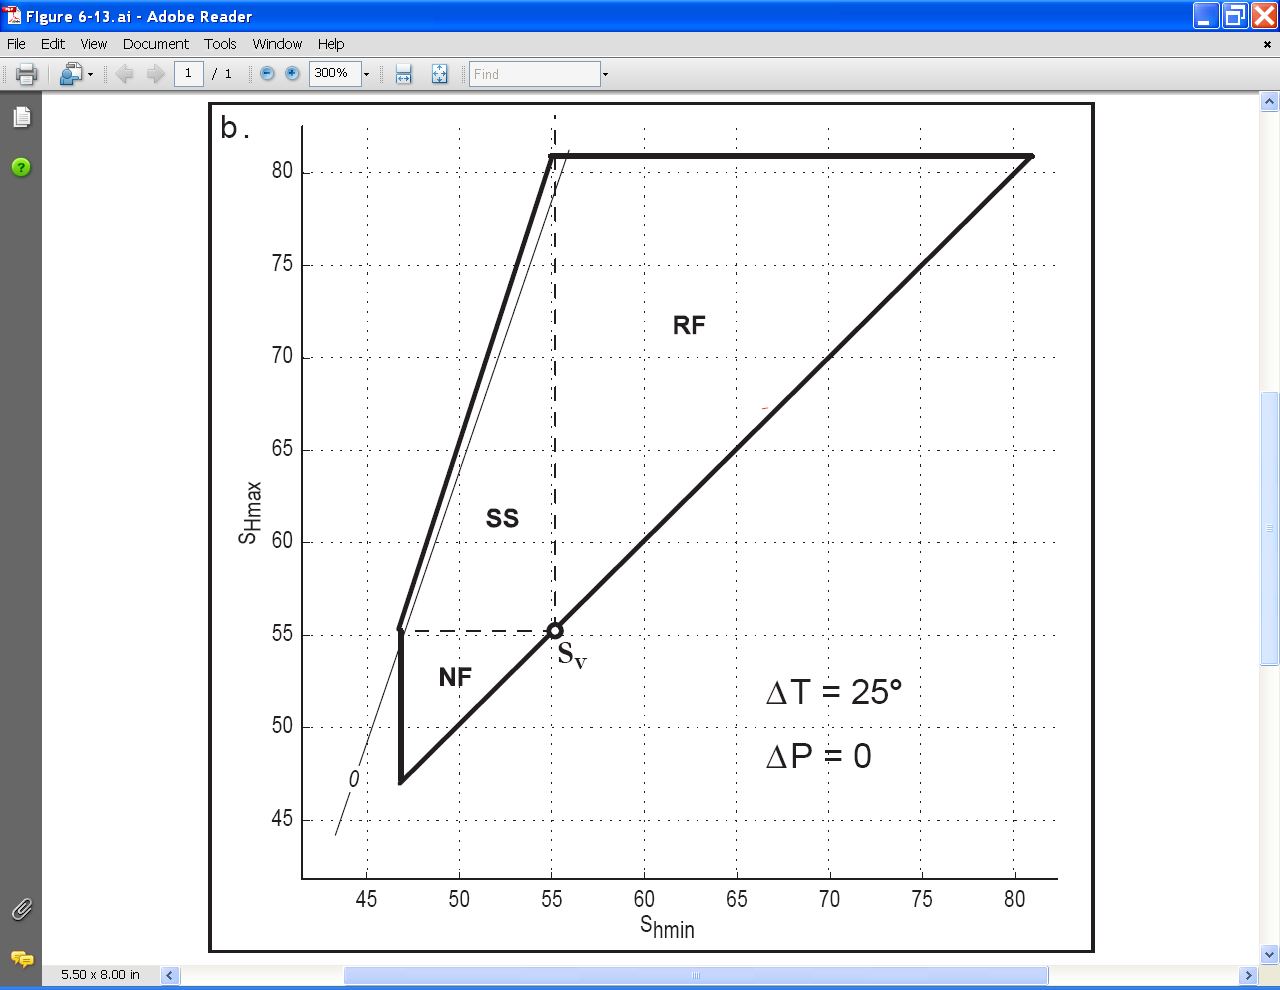 FIgure 6-13.ai - Adobe Reader
File Edit View Document Tools Window Help
1 / 1 300% Find
b.
80
75
70
65
60
55
50
45
SHmax
RF
SS
NF
Sv
ΔT = 25°
ΔP = 0
0
45 50 55 60 65 70 75 80
Shmin
5.50 x 8.00 in